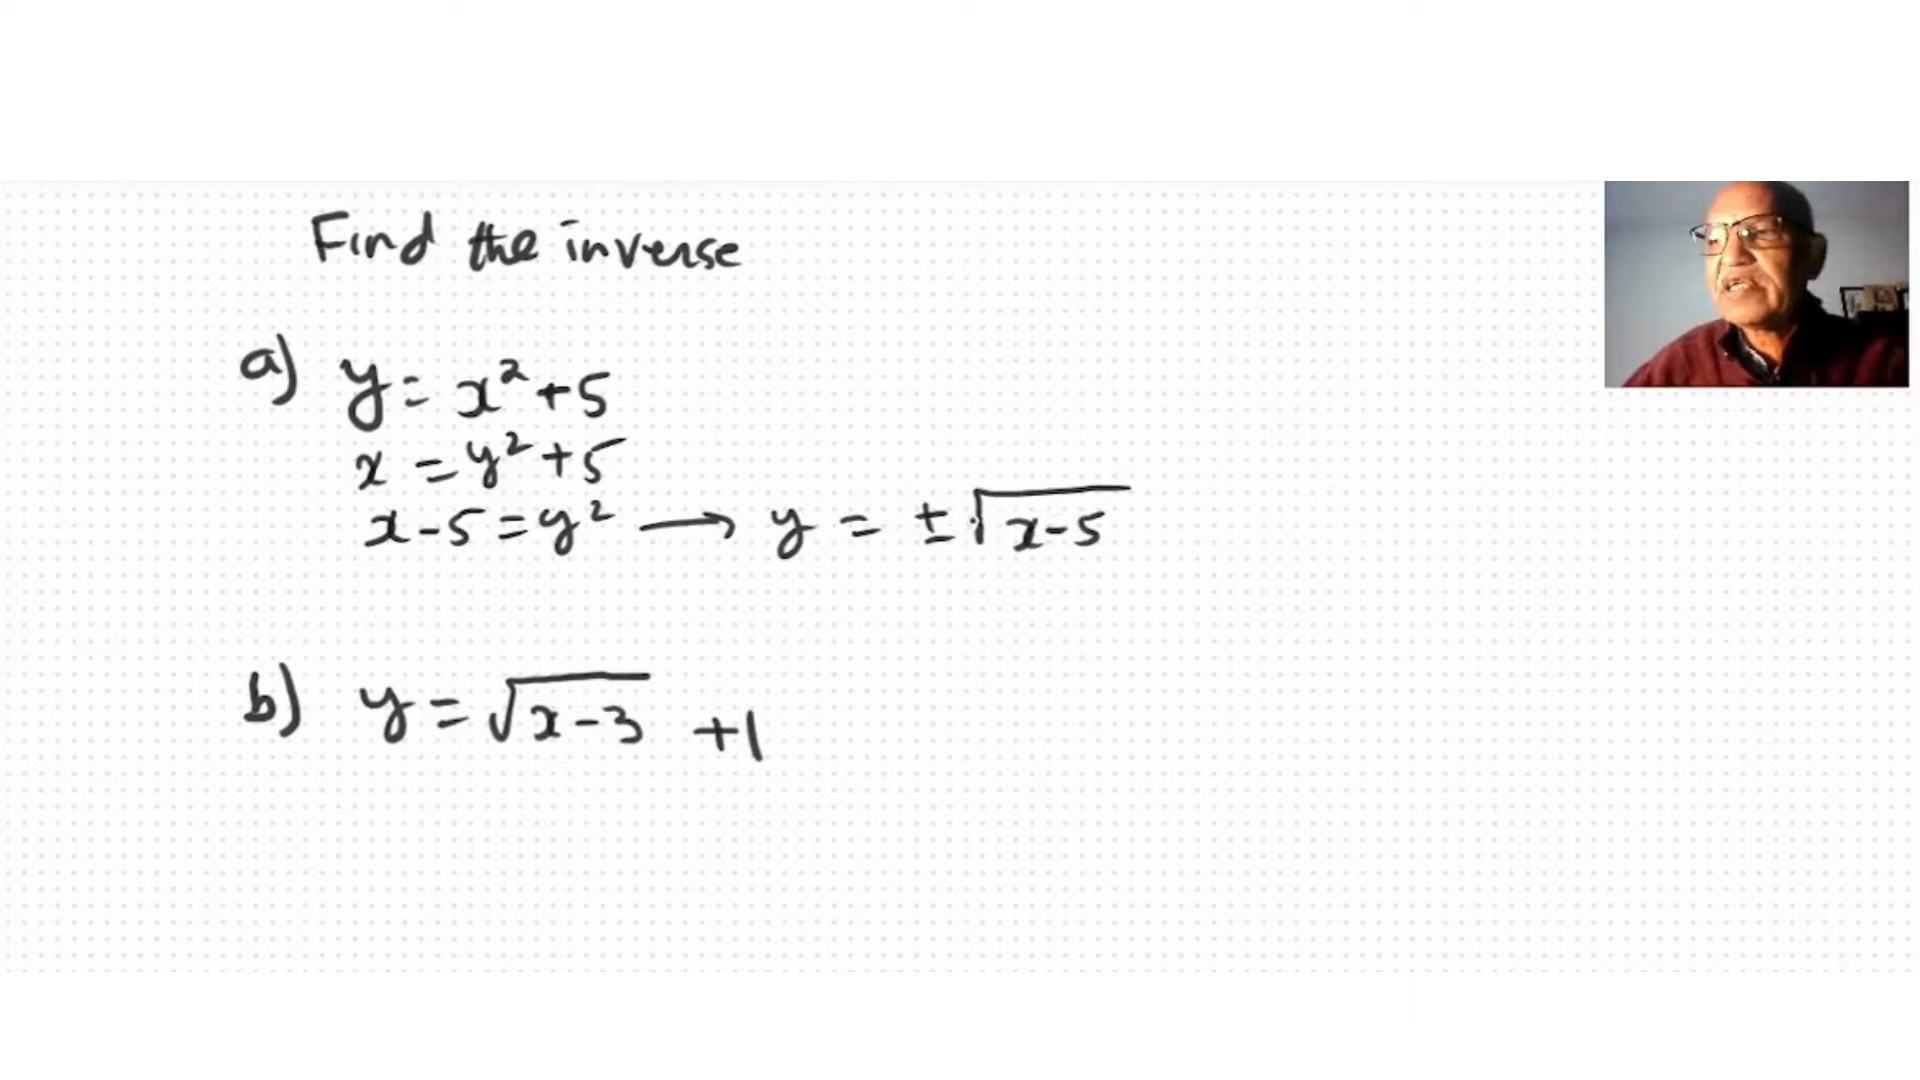 Find the inverse
a) y = x² + 5
x = y² + 5
x - 5 = y² → y = ± √(x - 5)
b) y = √(x - 3) + 1